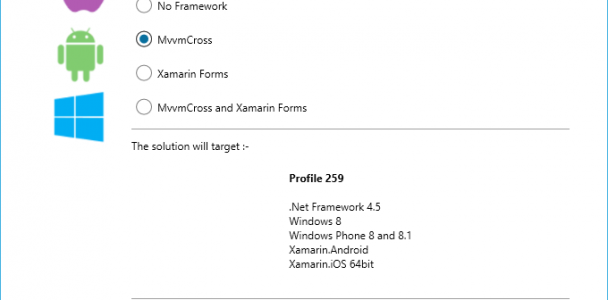 No Framework
MvvmCross
Xamarin Forms
MvvmCross and Xamarin Forms
The solution will target :-
Profile 259
.Net Framework 4.5
Windows 8
Windows Phone 8 and 8.1
Xamarin.Android
Xamarin.iOS 64bit